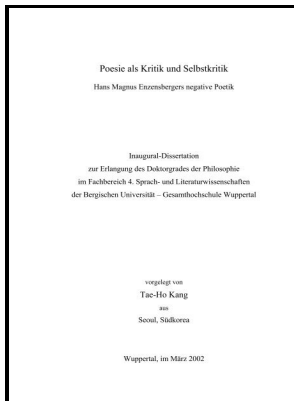 Poesie als Kritik und Selbstkritik
Hans Magnus Enzensbergers negative Poetik
Inaugural-Dissertation
zur Erlangung des Doktorgrades der Philosophie
im Fachbereich 4. Sprach- und Literaturwissenschaften
der Bergischen Universität – Gesamthochschule Wuppertal
vorgelegt von
Tae-Ho Kang
aus
Seoul, Südkorea
Wuppertal, im März 2002